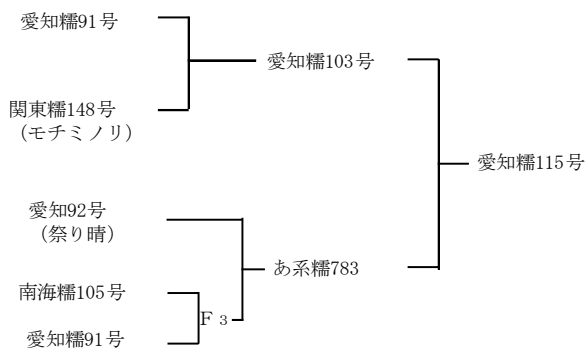 愛知糯91号
愛知糯103号
関東糯148号
（モチミノリ）
愛知糯115号
愛知92号
（祭り晴）
あ系糯783
南海糯105号
Ｆ３
愛知糯91号